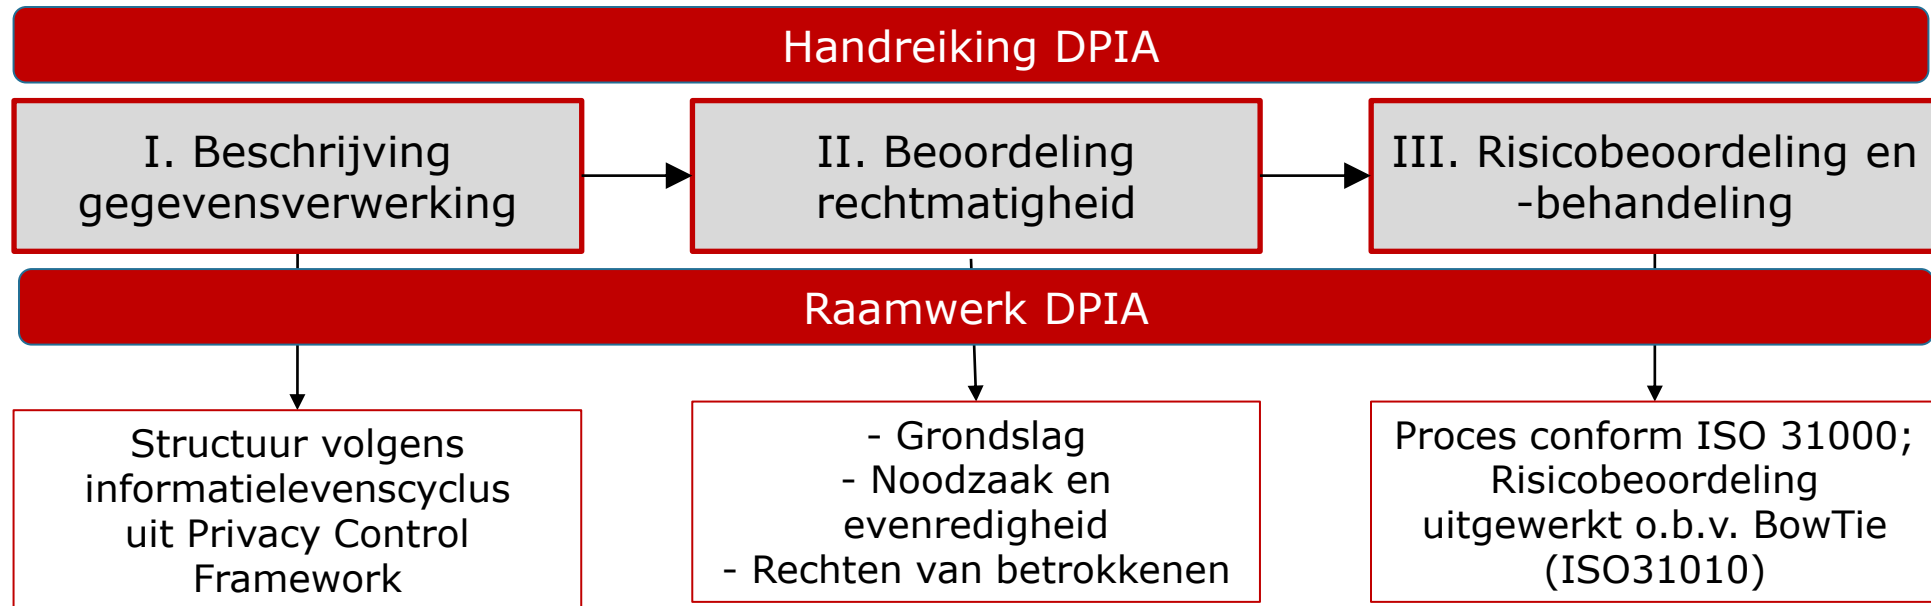 Handreiking DPIA
I. Beschrijving
gegevensverwerking
II. Beoordeling
rechtmatigheid
III. Risicobeoordeling en
-behandeling
Raamwerk DPIA
Structuur volgens
informatielevenscyclus
uit Privacy Control
Framework
- Grondslag
- Noodzaak en
evenredigheid
- Rechten van betrokkenen
Proces conform ISO 31000;
Risicobeoordeling
uitgewerkt o.b.v. BowTie
(ISO31010)